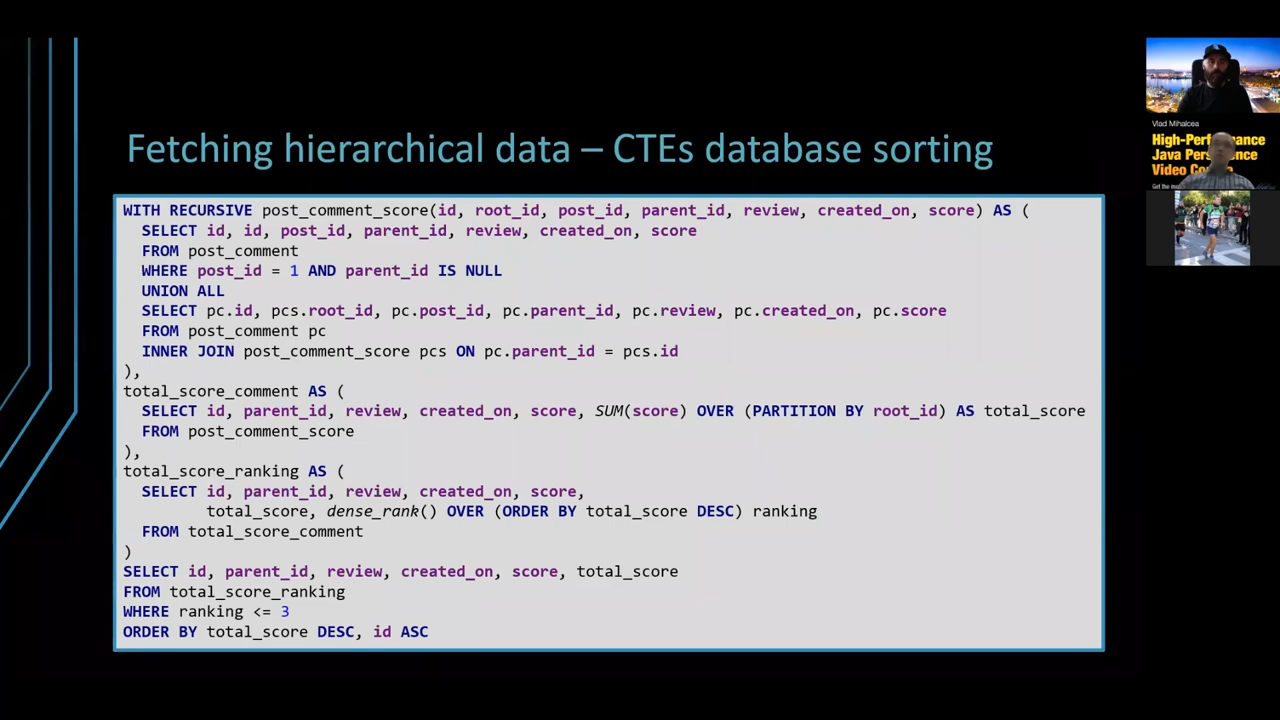 Fetching hierarchical data – CTEs database sorting
WITH RECURSIVE post_comment_score(id, root_id, post_id, parent_id, review, created_on, score) AS (
SELECT id, id, post_id, parent_id, review, created_on, score
FROM post_comment
WHERE post_id = 1 AND parent_id IS NULL
UNION ALL
SELECT pc.id, pcs.root_id, pc.post_id, pc.parent_id, pc.review, pc.created_on, pc.score
FROM post_comment pc
INNER JOIN post_comment_score pcs ON pc.parent_id = pcs.id
),
total_score_comment AS (
SELECT id, parent_id, review, created_on, score, SUM(score) OVER (PARTITION BY root_id) AS total_score
FROM post_comment_score
),
total_score_ranking AS (
SELECT id, parent_id, review, created_on, score,
total_score, dense_rank() OVER (ORDER BY total_score DESC) ranking
FROM total_score_comment
)
SELECT id, parent_id, review, created_on, score, total_score
FROM total_score_ranking
WHERE ranking <= 3
ORDER BY total_score DESC, id ASC
Vlad Mihalcea
High-Performance
Java
Video
Get the